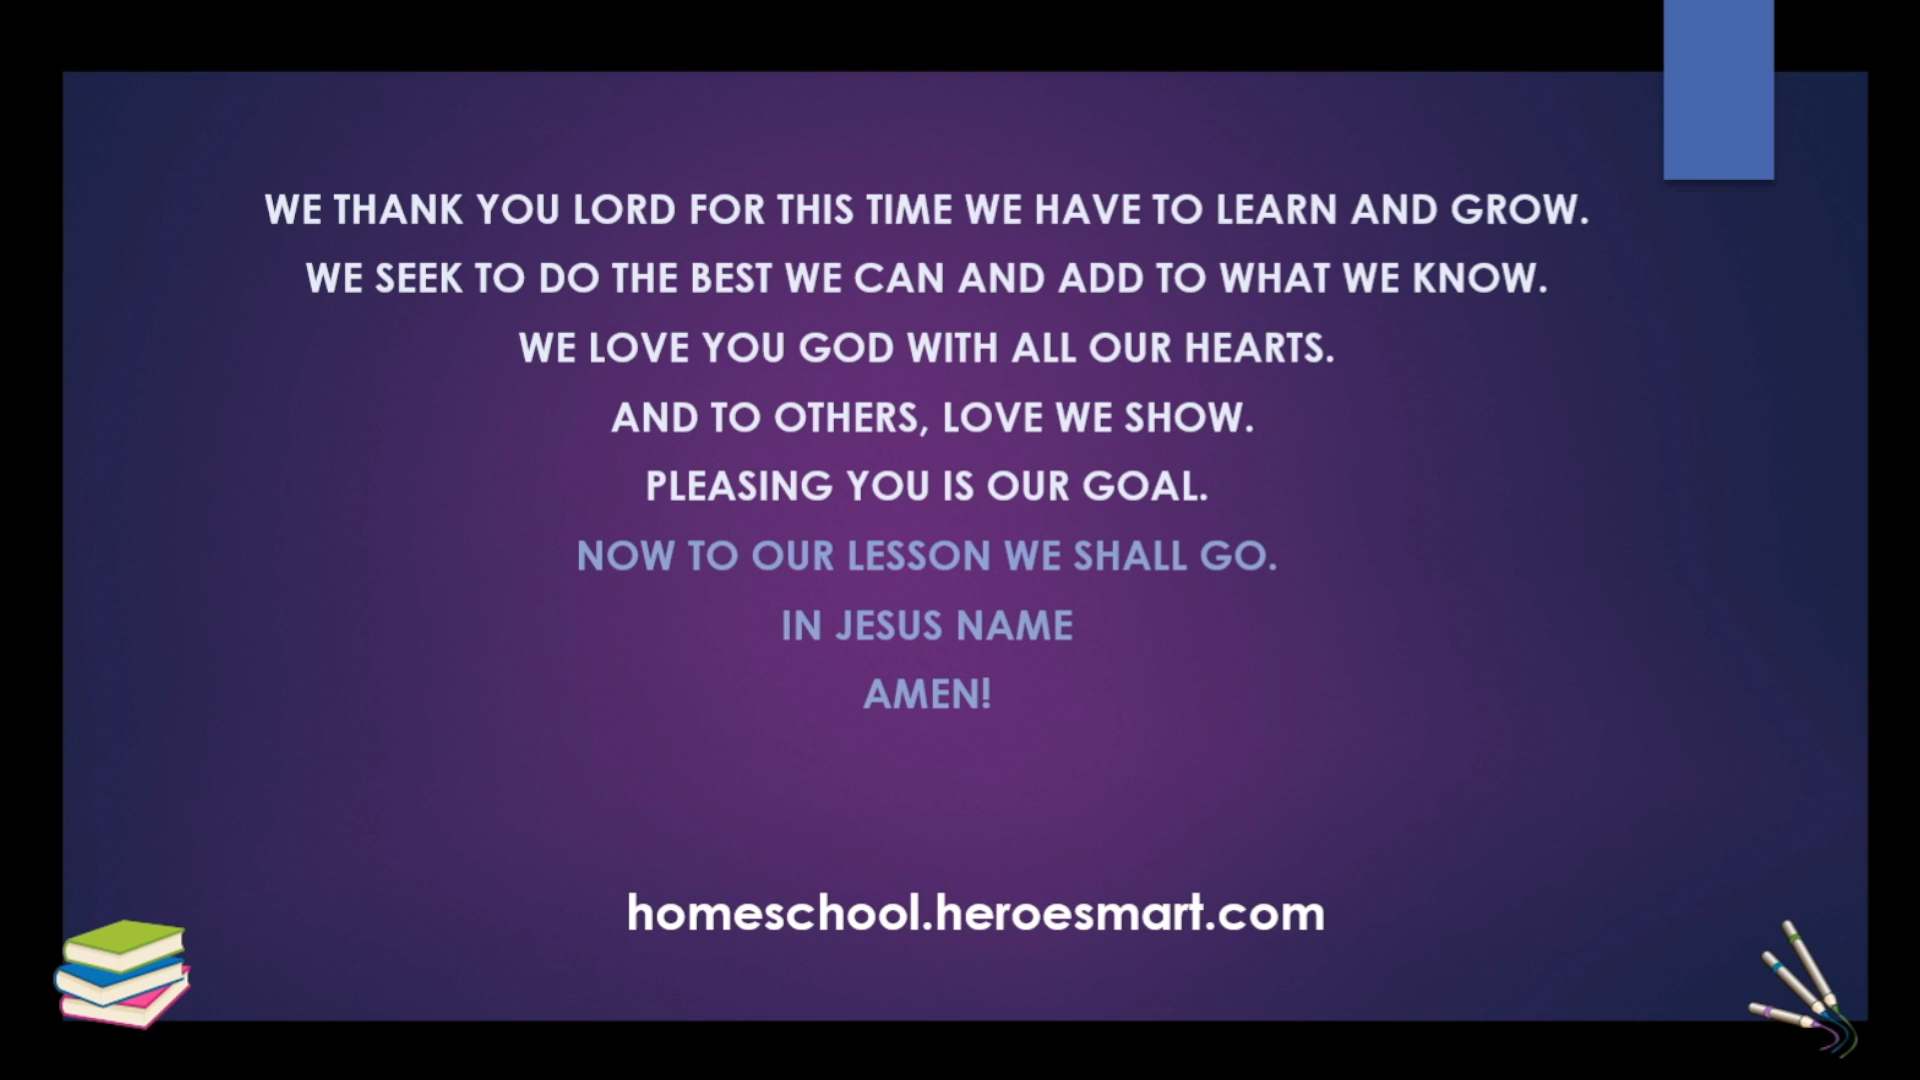 WE THANK YOU LORD FOR THIS TIME WE HAVE TO LEARN AND GROW.
WE SEEK TO DO THE BEST WE CAN AND ADD TO WHAT WE KNOW.
WE LOVE YOU GOD WITH ALL OUR HEARTS.
AND TO OTHERS, LOVE WE SHOW.
PLEASING YOU IS OUR GOAL.
NOW TO OUR LESSON WE SHALL GO.
IN JESUS NAME
AMEN!
homeschool.heroesmart.com